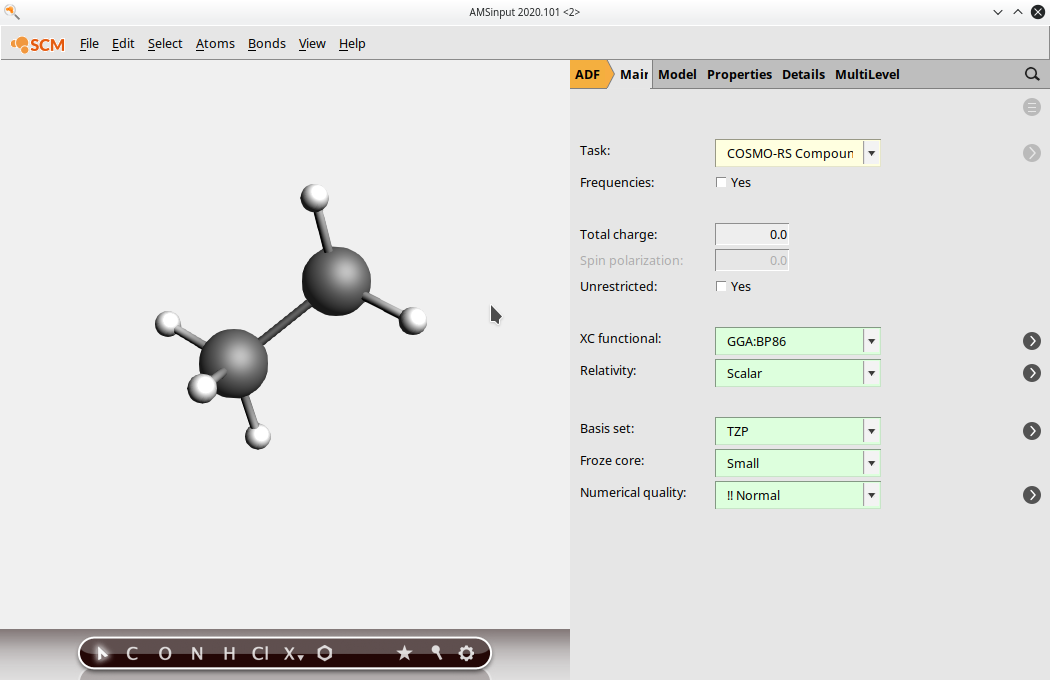 AMSinput 2020.101 <2>
SCM File Edit Select Atoms Bonds View Help
ADF Main Model Properties Details MultiLevel
Task: COSMO-RS Compoun
Frequencies: Yes
Total charge: 0.0
Spin polarization: 0.0
Unrestricted: Yes
XC functional: GGA:BP86
Relativity: Scalar
Basis set: TZP
Froze core: Small
Numerical quality: !! Normal
C O N H Cl X